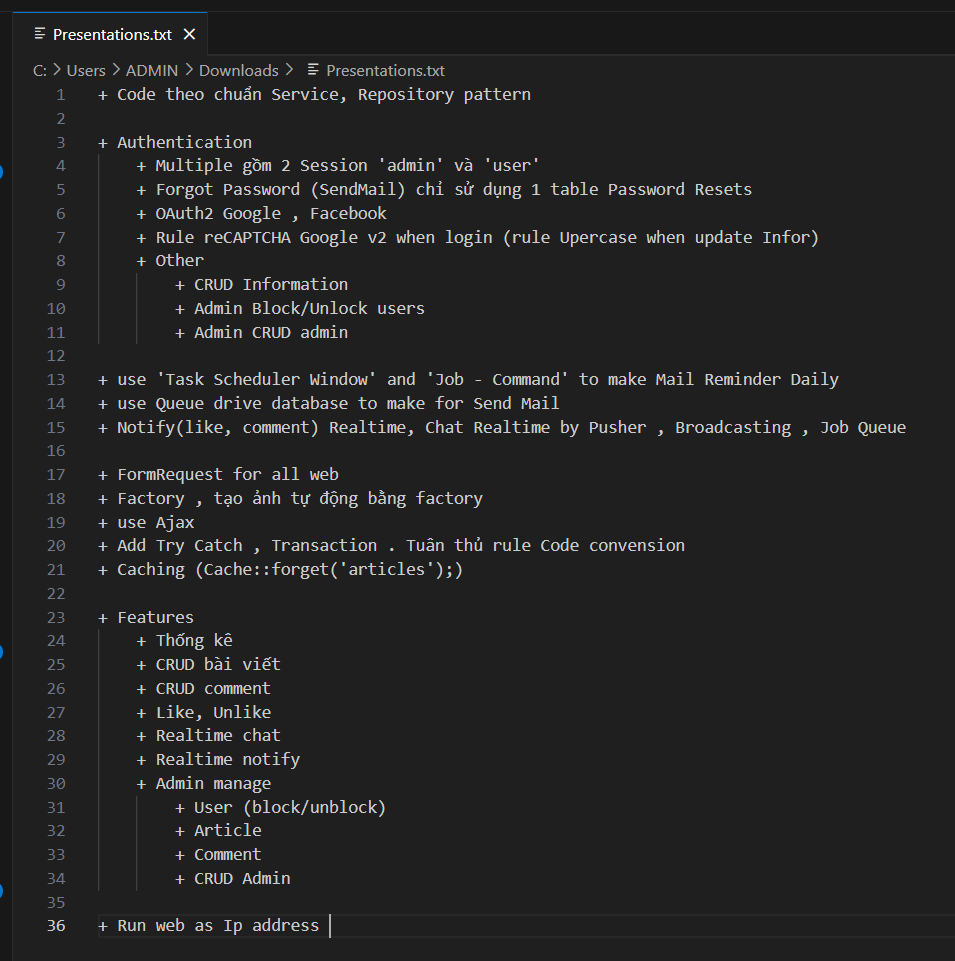 Presentations.txt
C: > Users > ADMIN > Downloads > Presentations.txt
1 + Code theo chuẩn Service, Repository pattern
2
3 + Authentication
4 + Multiple gồm 2 Session 'admin' và 'user'
5 + Forgot Password (SendMail) chỉ sử dụng 1 table Password Resets
6 + OAuth2 Google , Facebook
7 + Rule reCAPTCHA Google v2 when login (rule Upercase when update Infor)
8 + Other
9 + CRUD Information
10 + Admin Block/Unlock users
11 + Admin CRUD admin
12
13 + use 'Task Scheduler Window' and 'Job - Command' to make Mail Reminder Daily
14 + use Queue drive database to make for Send Mail
15 + Notify(like, comment) Realtime, Chat Realtime by Pusher , Broadcasting , Job Queue
16
17 + FormRequest for all web
18 + Factory , tạo ảnh tự động bằng factory
19 + use Ajax
20 + Add Try Catch , Transaction . Tuân thủ rule Code convension
21 + Caching (Cache::forget('articles');)
22
23 + Features
24 + Thống kê
25 + CRUD bài viết
26 + CRUD comment
27 + Like, Unlike
28 + Realtime chat
29 + Realtime notify
30 + Admin manage
31 + User (block/unblock)
32 + Article
33 + Comment
34 + CRUD Admin
35
36 + Run web as Ip address